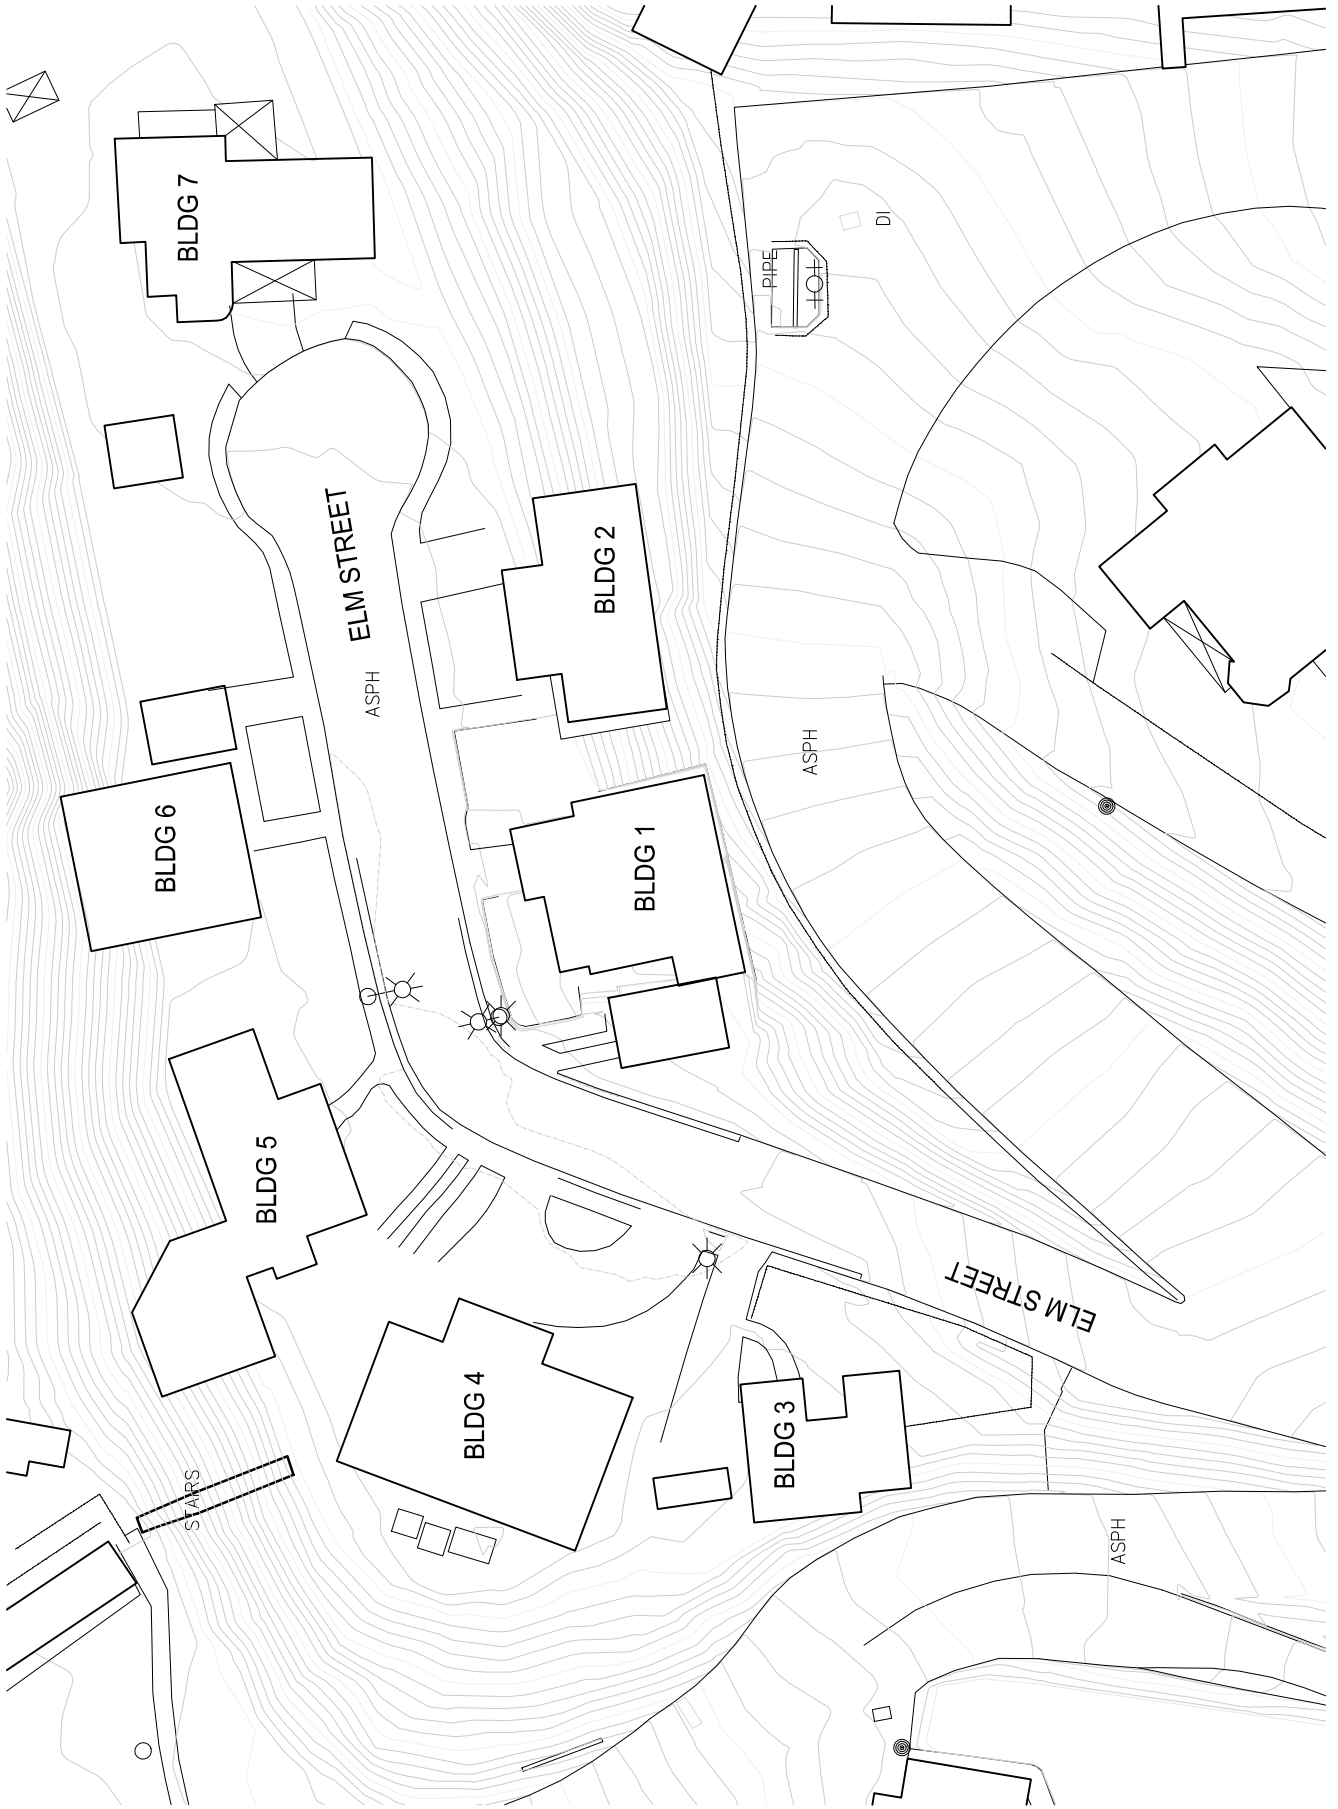 BLDG 7
DI
PIPE
ELM STREET
BLDG 2
ASPH
ASPH
BLDG 6
BLDG 1
BLDG 5
ELM STREET
BLDG 4
BLDG 3
STAIRS
ASPH